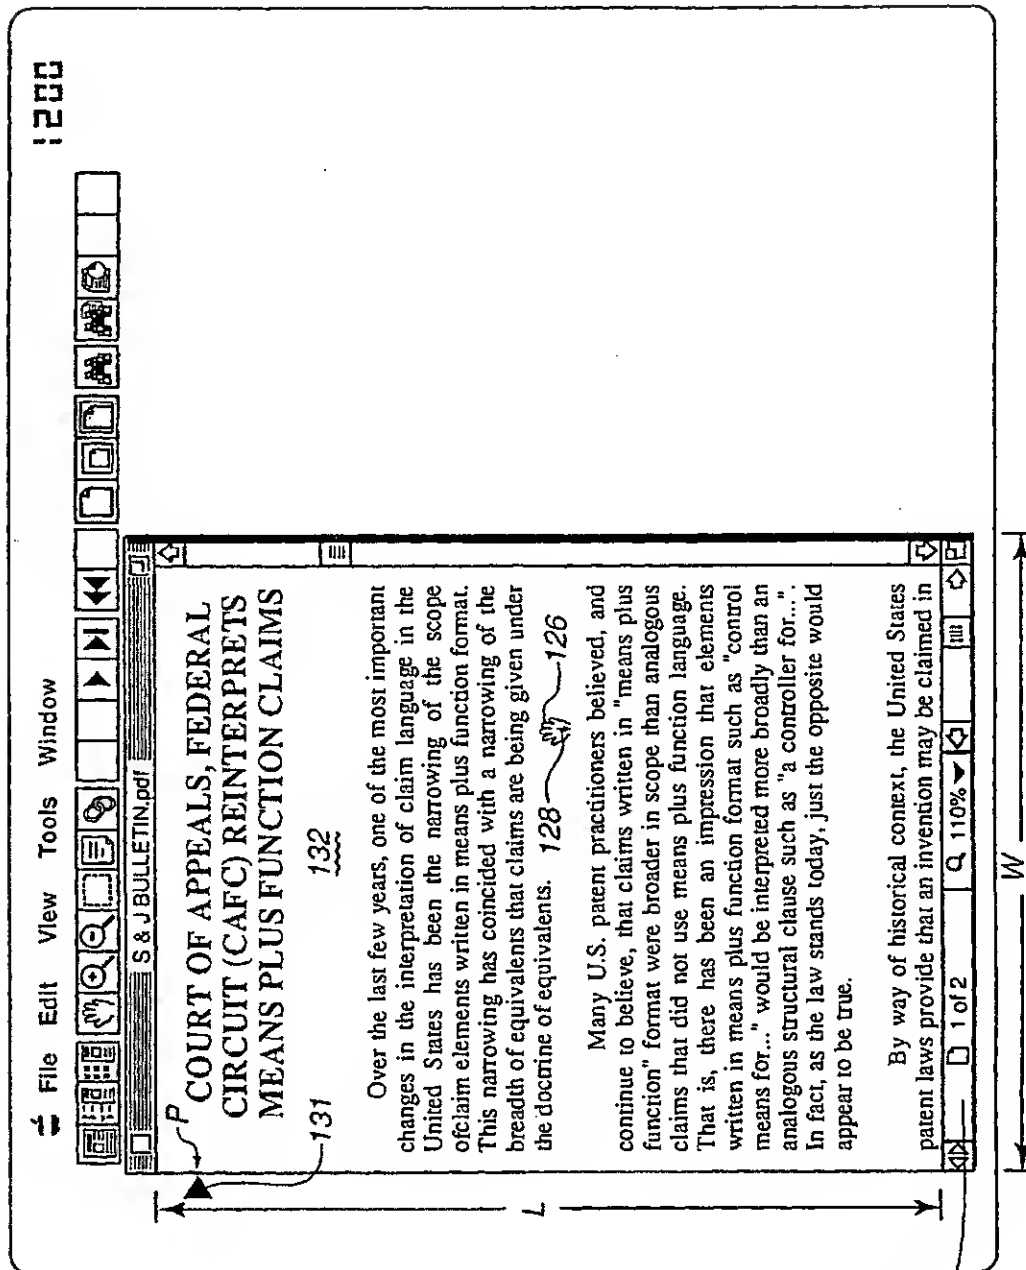 1200
File Edit View Tools Window
S & J BULLETIN.pdf
P
COURT OF APPEALS, FEDERAL
CIRCUIT (CAFC) REINTERPRETS
MEANS PLUS FUNCTION CLAIMS
131
132
Over the last few years, one of the most important
changes in the interpretation of claim language in the
United States has been the narrowing of the scope
ofclaim elements written in means plus function format.
This narrowing has coincided with a narrowing of the
breadth of equivalents that claims are being given under
the doctrine of equivalents.
128
126
Many U.S. patent practitioners believed, and
continue to believe, that claims written in "means plus
function" format were broader in scope than analogous
claims that did not use means plus function language.
That is, there has been an impression that elements
written in means plus function format such as "control
means for..." would be interpreted more broadly than an
analogous structural clause such as "a controller for..." .
In fact, as the law stands today, just the opposite would
appear to be true.
By way of historical context, the United States
patent laws provide that an invention may be claimed in
1 of 2
110%
L
W